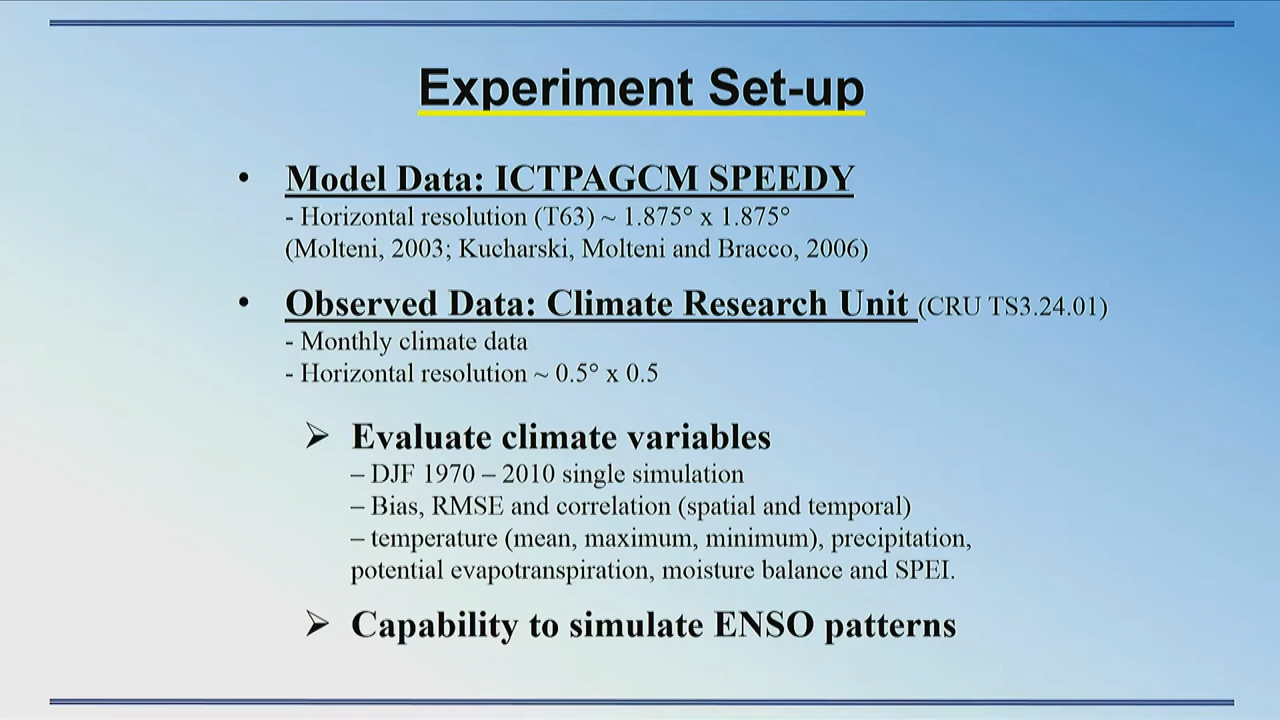 Experiment Set-up
• Model Data: ICTPAGCM SPEEDY
- Horizontal resolution (T63) ~ 1.875° x 1.875°
(Molteni, 2003; Kucharski, Molteni and Bracco, 2006)
• Observed Data: Climate Research Unit (CRU TS3.24.01)
- Monthly climate data
- Horizontal resolution ~ 0.5° x 0.5
➢ Evaluate climate variables
– DJF 1970 – 2010 single simulation
– Bias, RMSE and correlation (spatial and temporal)
– temperature (mean, maximum, minimum), precipitation,
potential evapotranspiration, moisture balance and SPEI.
➢ Capability to simulate ENSO patterns